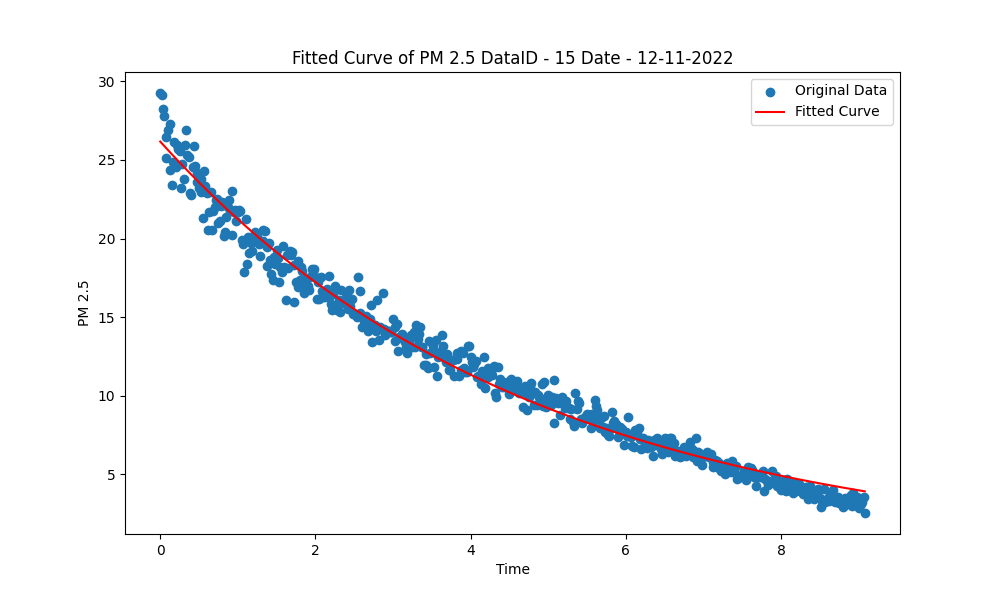 Fitted Curve of PM 2.5 DataID - 15 Date - 12-11-2022
Original Data
Fitted Curve
30
25
20
15
10
5
PM 2.5
0 2 4 6 8
Time